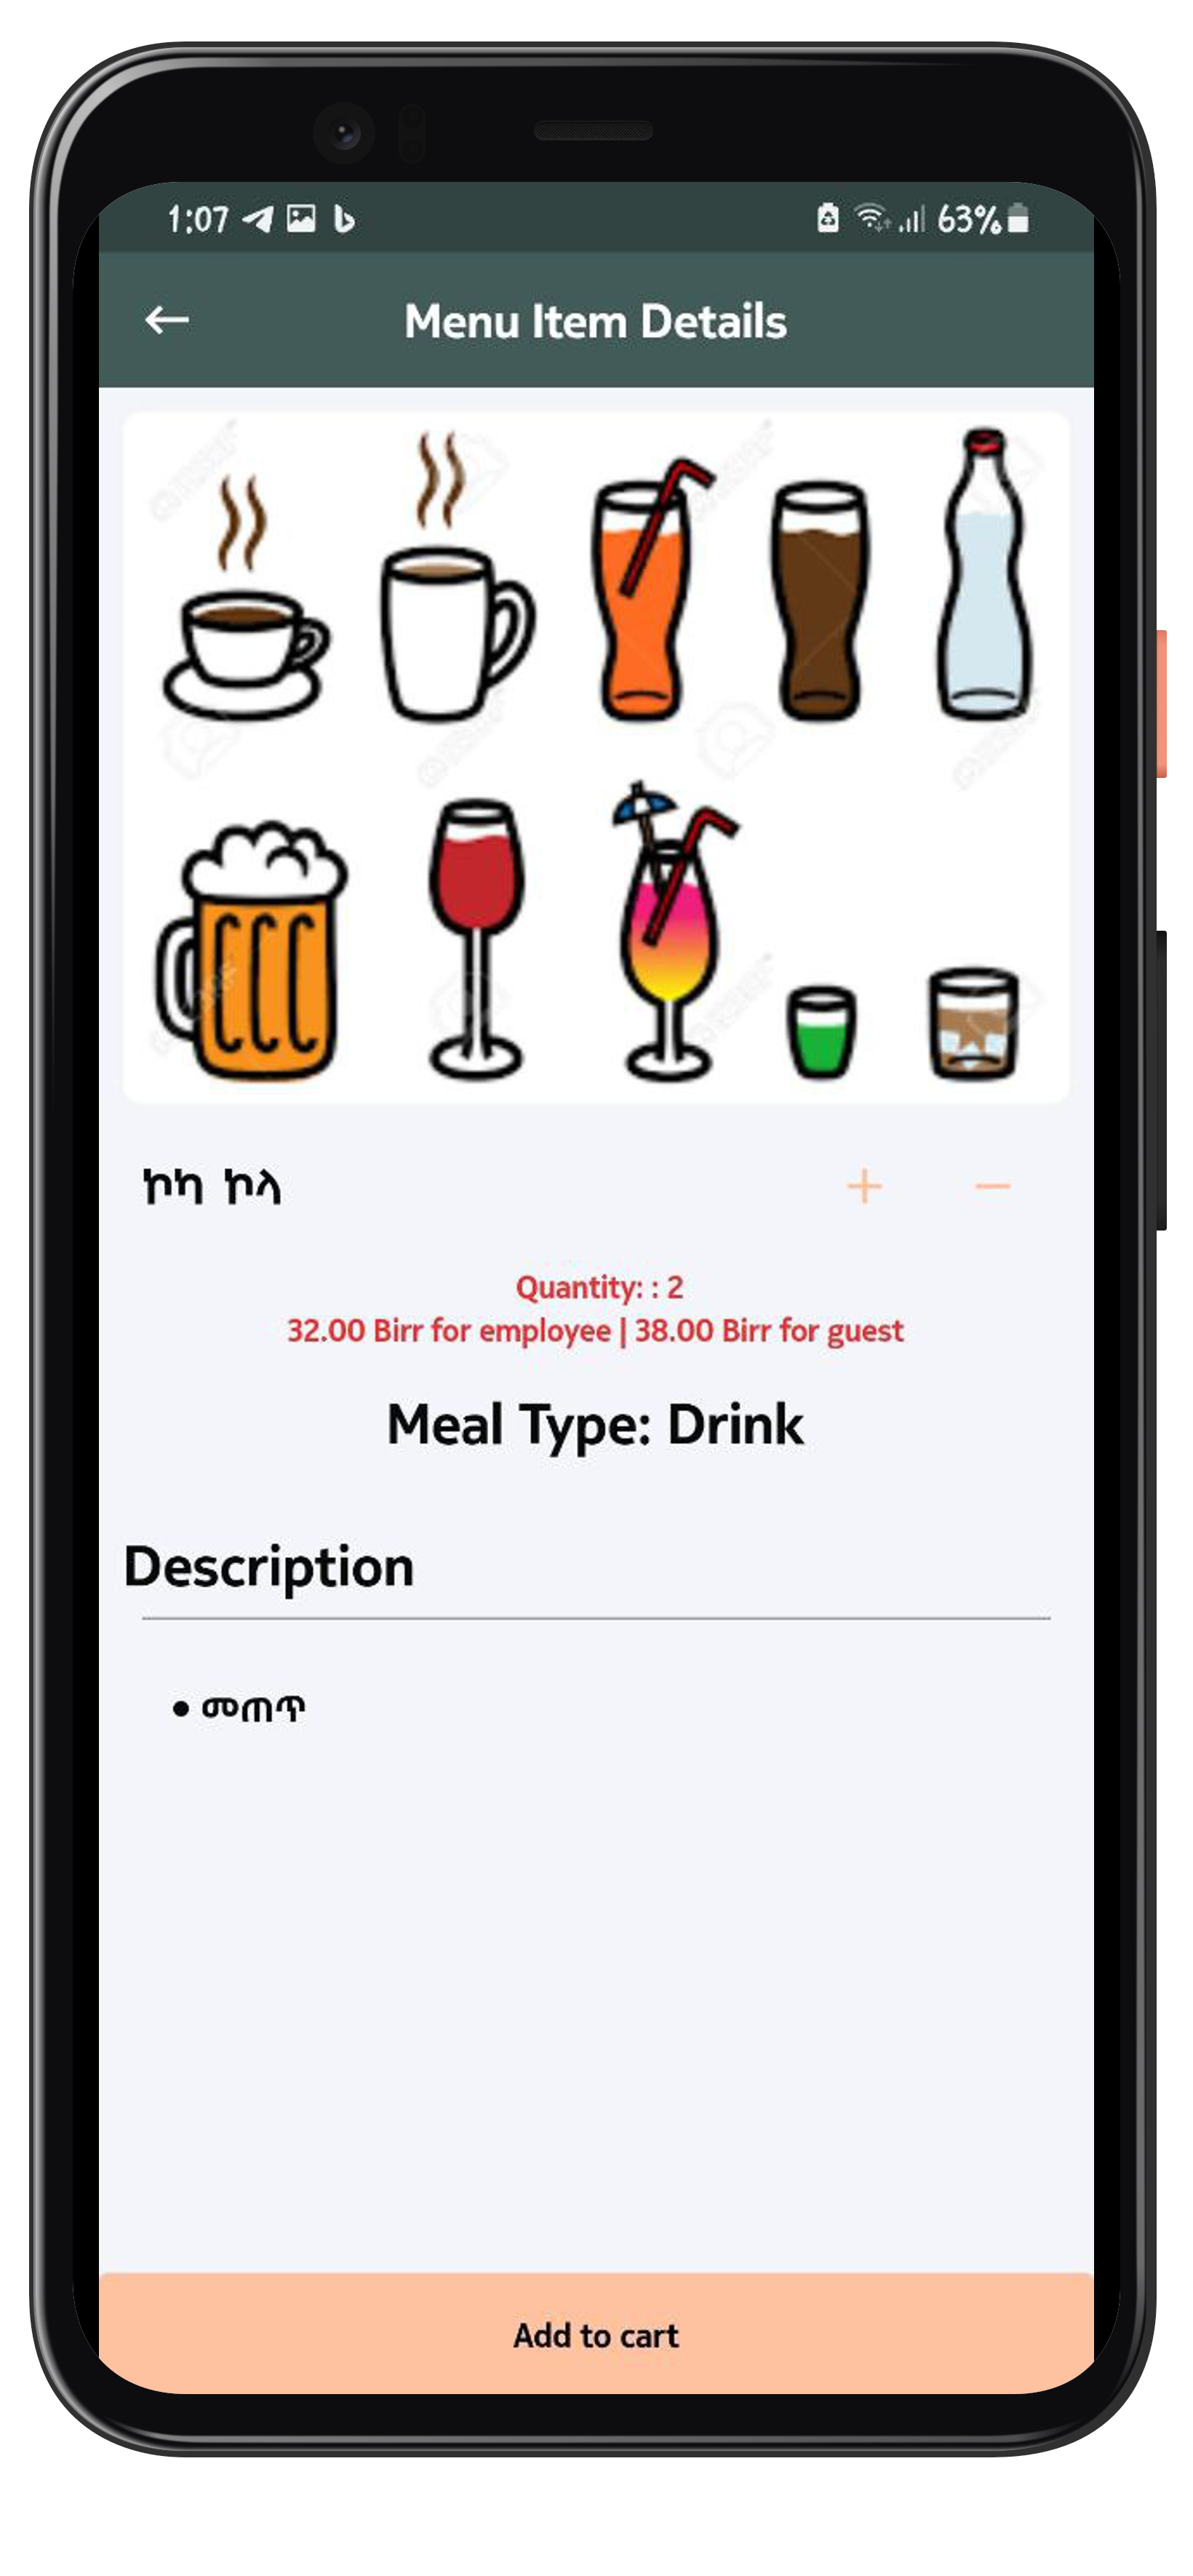 1:07
63%
Menu Item Details
ኮካ ኮላ
+ −
Quantity: : 2
32.00 Birr for employee | 38.00 Birr for guest
Meal Type: Drink
Description
• መጠጥ
Add to cart